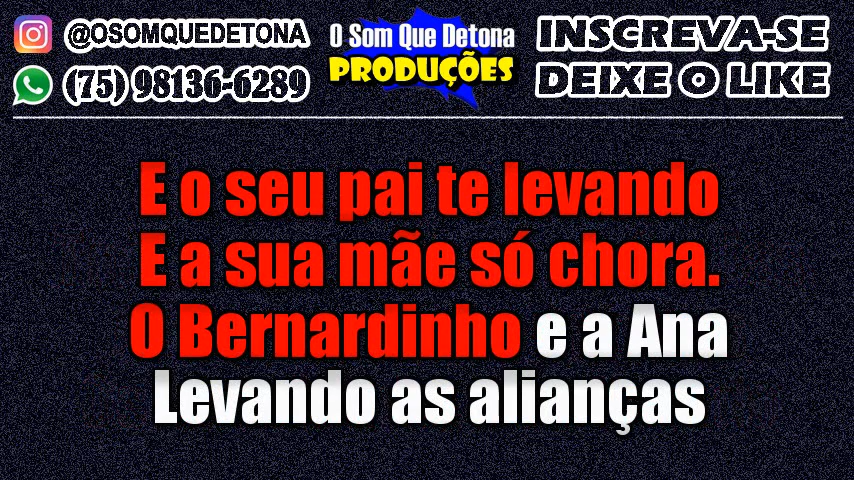 @OSOMQUEDETONA
(75) 98136-6289
O Som Que Detona
PRODUÇÕES
INSCREVA-SE
DEIXE O LIKE
E o seu pai te levando
E a sua mãe só chora.
O Bernardinho e a Ana
Levando as alianças